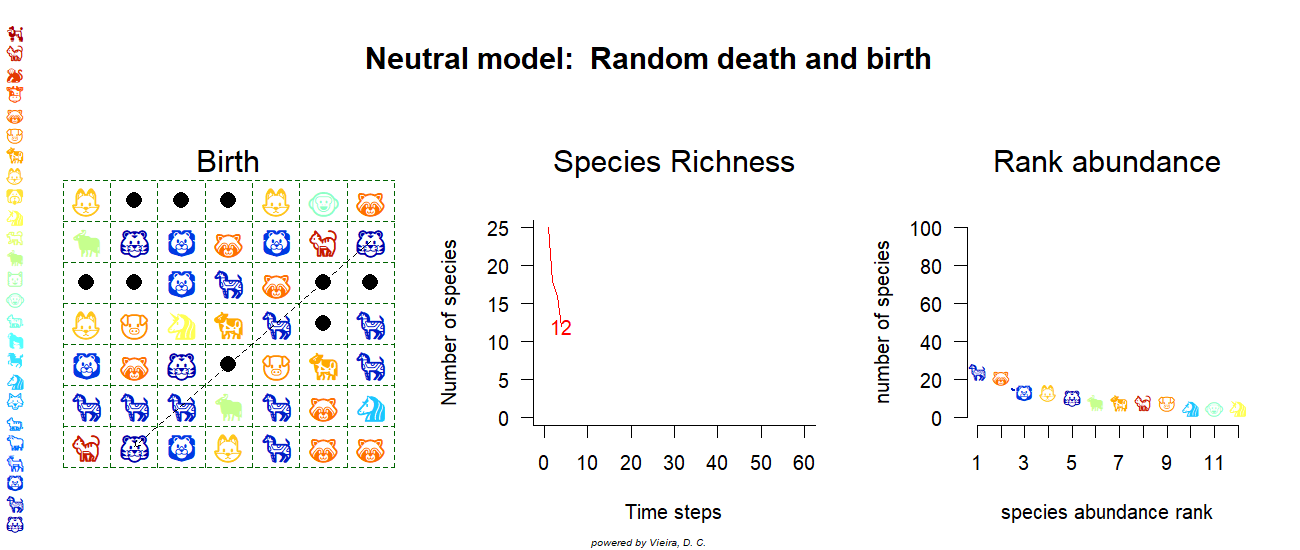 Neutral model:  Random death and birth
Birth
Species Richness
Number of species
25
20
15
10
5
0
12
0 10 20 30 40 50 60
Time steps
Rank abundance
number of species
100
80
60
40
20
0
1 3 5 7 9 11
species abundance rank
powered by Vieira, D. C.